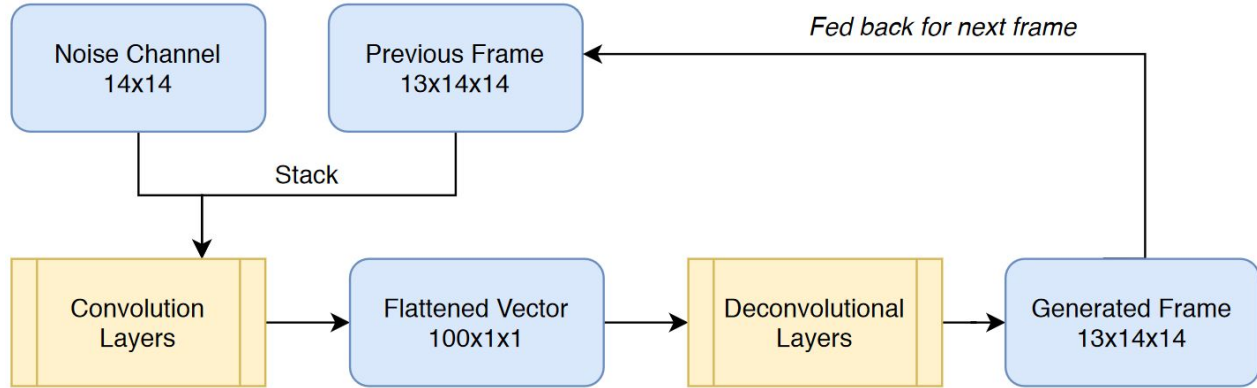 Noise Channel
14x14
Previous Frame
13x14x14
Fed back for next frame
Stack
Convolution
Layers
Flattened Vector
100x1x1
Deconvolutional
Layers
Generated Frame
13x14x14